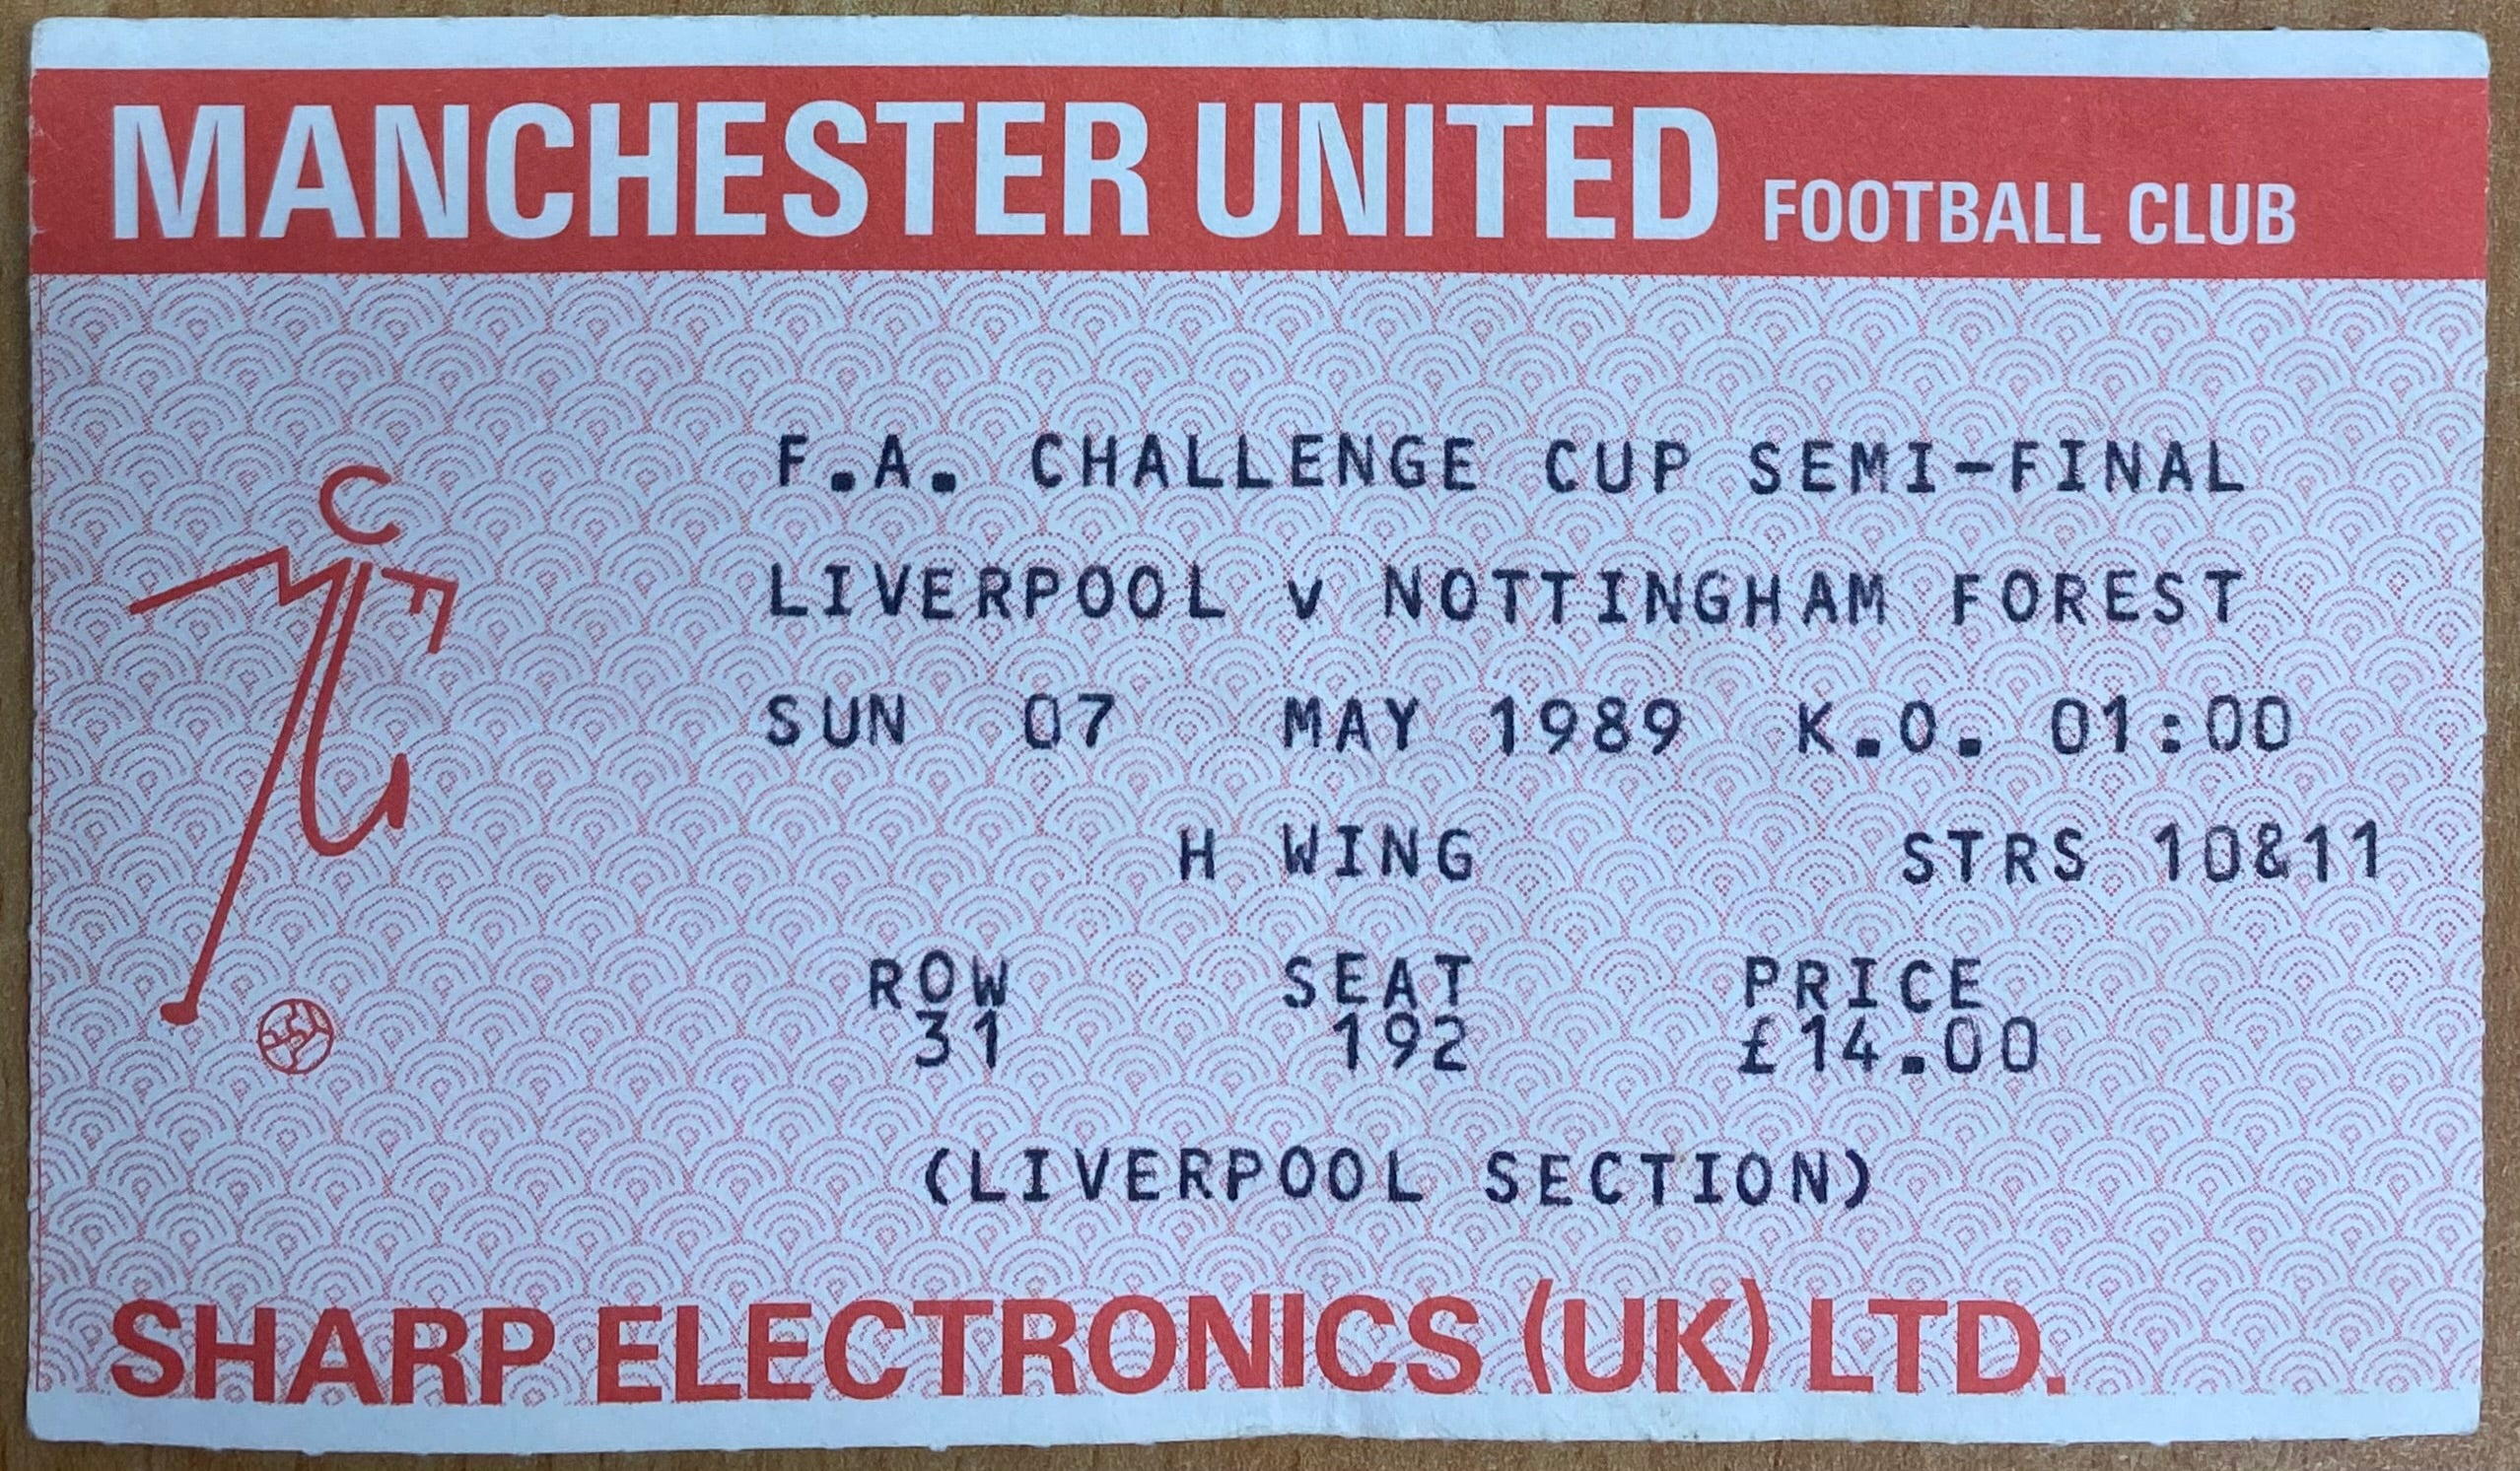 MANCHESTER UNITED FOOTBALL CLUB
F.A. CHALLENGE CUP SEMI-FINAL
LIVERPOOL v NOTTINGHAM FOREST
SUN 07 MAY 1989 K.O. 01:00
H WING STRS 10&11
ROW SEAT PRICE
31 192 £14.00
(LIVERPOOL SECTION)
SHARP ELECTRONICS (UK) LTD.